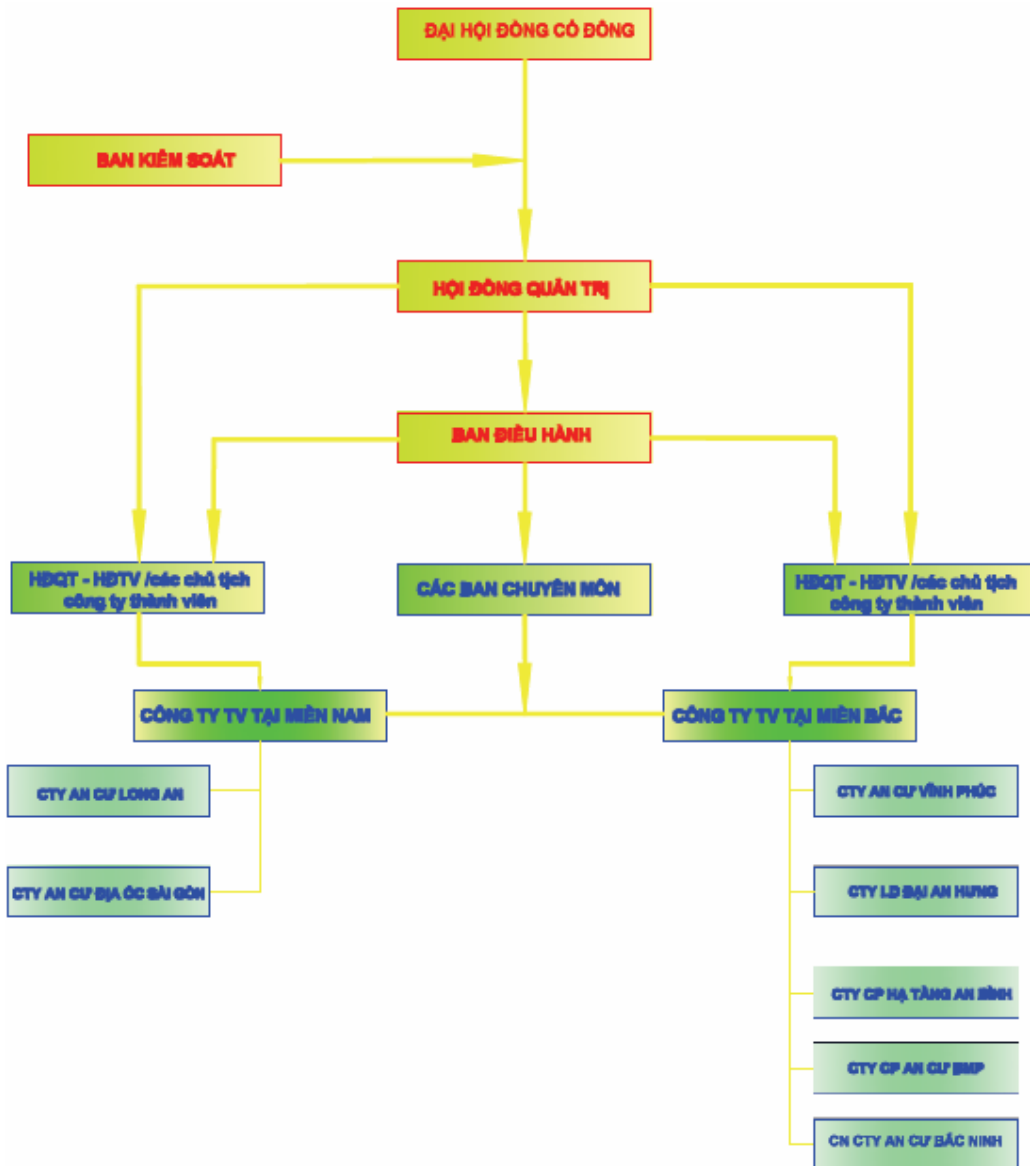 ĐẠI HỘI ĐỒNG CỔ ĐÔNG
BAN KIỂM SOÁT
HỘI ĐỒNG QUẢN TRỊ
BAN ĐIỀU HÀNH
HĐQT - HĐTV /các chủ tịch
công ty thành viên
CÁC BAN CHUYÊN MÔN
HĐQT - HĐTV /các chủ tịch
công ty thành viên
CÔNG TY TV TẠI MIỀN NAM
CÔNG TY TV TẠI MIỀN BẮC
CTY AN CƯ LONG AN
CTY AN CƯ VĨNH PHÚC
CTY AN CƯ ĐỊA ỐC SÀI GÒN
CTY LD ĐẠI AN HƯNG
CTY CP HẠ TẦNG AN BÌNH
CTY CP AN CƯ BMP
CN CTY AN CƯ BẮC NINH